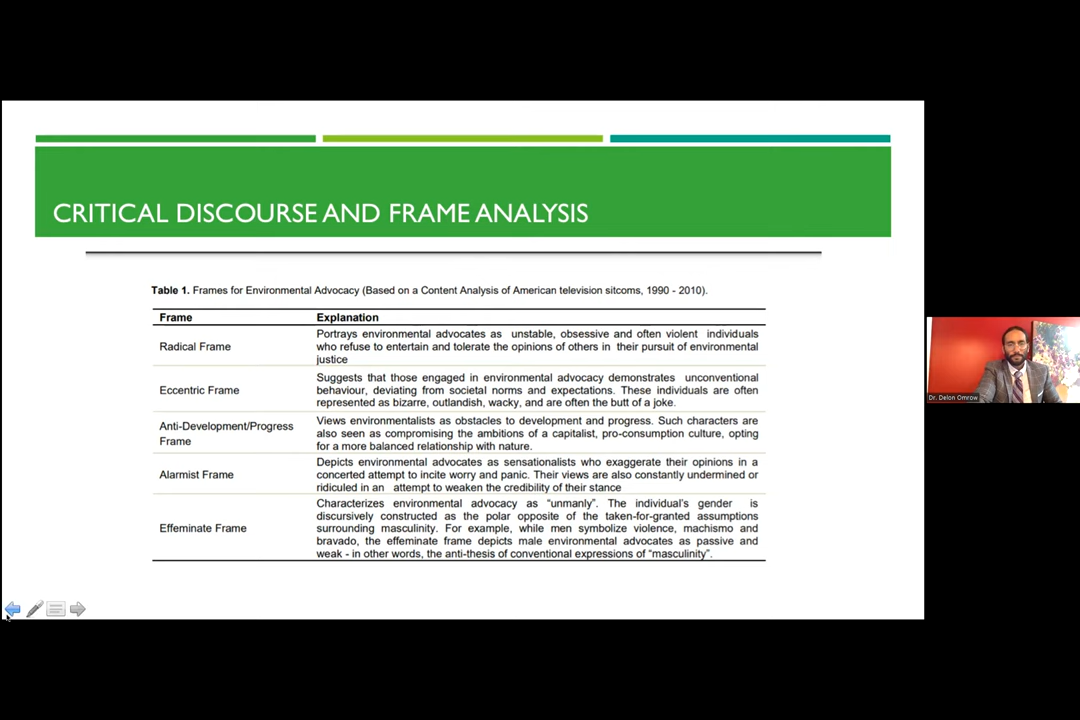 CRITICAL DISCOURSE AND FRAME ANALYSIS
Table 1. Frames for Environmental Advocacy (Based on a Content Analysis of American television sitcoms, 1990 - 2010).
Frame Explanation
Radical Frame
Portrays environmental advocates as unstable, obsessive and often violent individuals
who refuse to entertain and tolerate the opinions of others in their pursuit of environmental
justice
Eccentric Frame
Suggests that those engaged in environmental advocacy demonstrates unconventional
behaviour, deviating from societal norms and expectations. These individuals are often
represented as bizarre, outlandish, wacky, and are often the butt of a joke.
Anti-Development/Progress
Frame
Views environmentalists as obstacles to development and progress. Such characters are
also seen as compromising the ambitions of a capitalist, pro-consumption culture, opting
for a more balanced relationship with nature.
Alarmist Frame
Depicts environmental advocates as sensationalists who exaggerate their opinions in a
concerted attempt to incite worry and panic. Their views are also constantly undermined or
ridiculed in an attempt to weaken the credibility of their stance
Effeminate Frame
Characterizes environmental advocacy as “unmanly”. The individual's gender is
discursively constructed as the polar opposite of the taken-for-granted assumptions
surrounding masculinity. For example, while men symbolize violence, machismo and
bravado, the effeminate frame depicts male environmental advocates as passive and
weak - in other words, the anti-thesis of conventional expressions of “masculinity”.
Dr. Delon Omrow